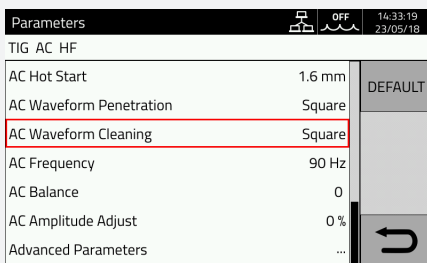 Parameters OFF 14:33:19
23/05/18
TIG AC HF
AC Hot Start 1.6 mm
DEFAULT
AC Waveform Penetration Square
AC Waveform Cleaning Square
AC Frequency 90 Hz
AC Balance 0
AC Amplitude Adjust 0 %
Advanced Parameters ...